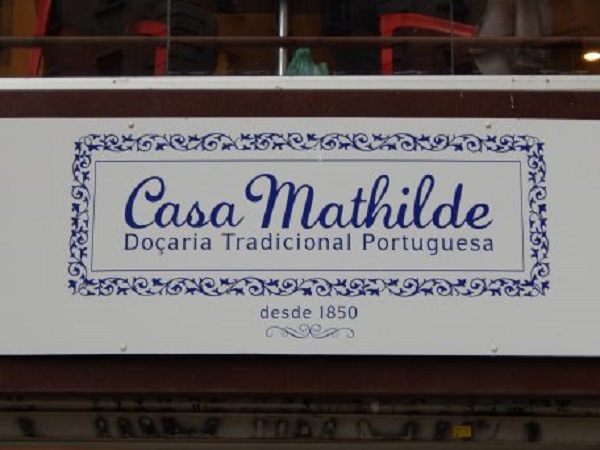 Casa Mathilde
Doçaria Tradicional Portuguesa
desde 1850